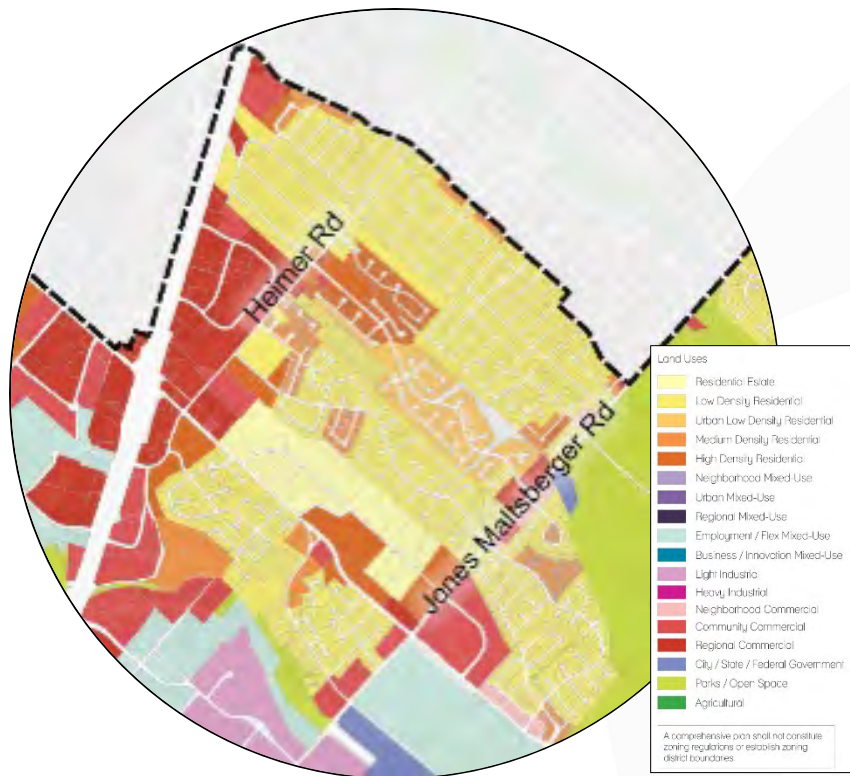 Heimer Rd
Jones Maltsberger Rd
Land Uses
Residential Estate
Low Density Residential
Urban Low Density Residential
Medium Density Residential
High Density Residential
Neighborhood Mixed-Use
Urban Mixed-Use
Regional Mixed-Use
Employment / Flex Mixed-Use
Business / Innovation Mixed-Use
Light Industrial
Heavy Industrial
Neighborhood Commercial
Community Commercial
Regional Commercial
City / State / Federal Government
Parks / Open Space
Agricultural
A comprehensive plan shall not constitute
zoning regulations or establish zoning
district boundaries